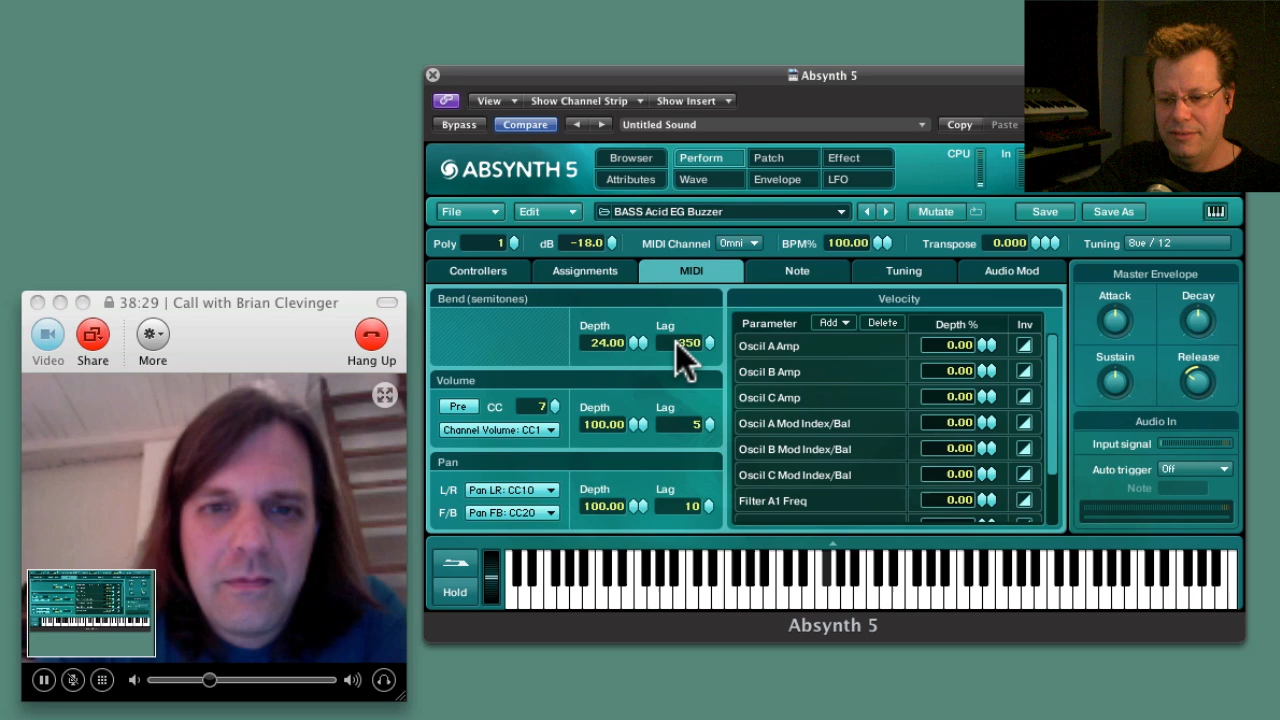 Absynth 5
View Show Channel Strip Show Insert
Bypass Compare Untitled Sound Copy Paste
ABSYNTH 5 Browser Perform Patch Effect CPU In
Attributes Wave Envelope LFO
File Edit BASS Acid EG Buzzer Mutate Save Save As
Poly 1 dB -18.0 MIDI Channel Omni BPM% 100.00 Transpose 0.000 Tuning 8ve / 12
Controllers Assignments MIDI Note Tuning Audio Mod Master Envelope
Bend (semitones) Velocity
Attack Decay
Depth Lag
24.00 350
Parameter Add Delete Depth % Inv
Oscil A Amp 0.00
Oscil B Amp 0.00
Oscil C Amp 0.00
Oscil A Mod Index/Bal 0.00
Oscil B Mod Index/Bal 0.00
Oscil C Mod Index/Bal 0.00
Filter A1 Freq 0.00
Volume
Pre CC 7 Depth Lag
Channel Volume: CC1 100.00 5
Pan
L/R Pan LR: CC10 Depth Lag
F/B Pan FB: CC20 100.00 10
Sustain Release
Audio In
Input signal
Auto trigger Off
Note
Hold
Absynth 5
38:29 | Call with Brian Clevinger
Video Share More Hang Up